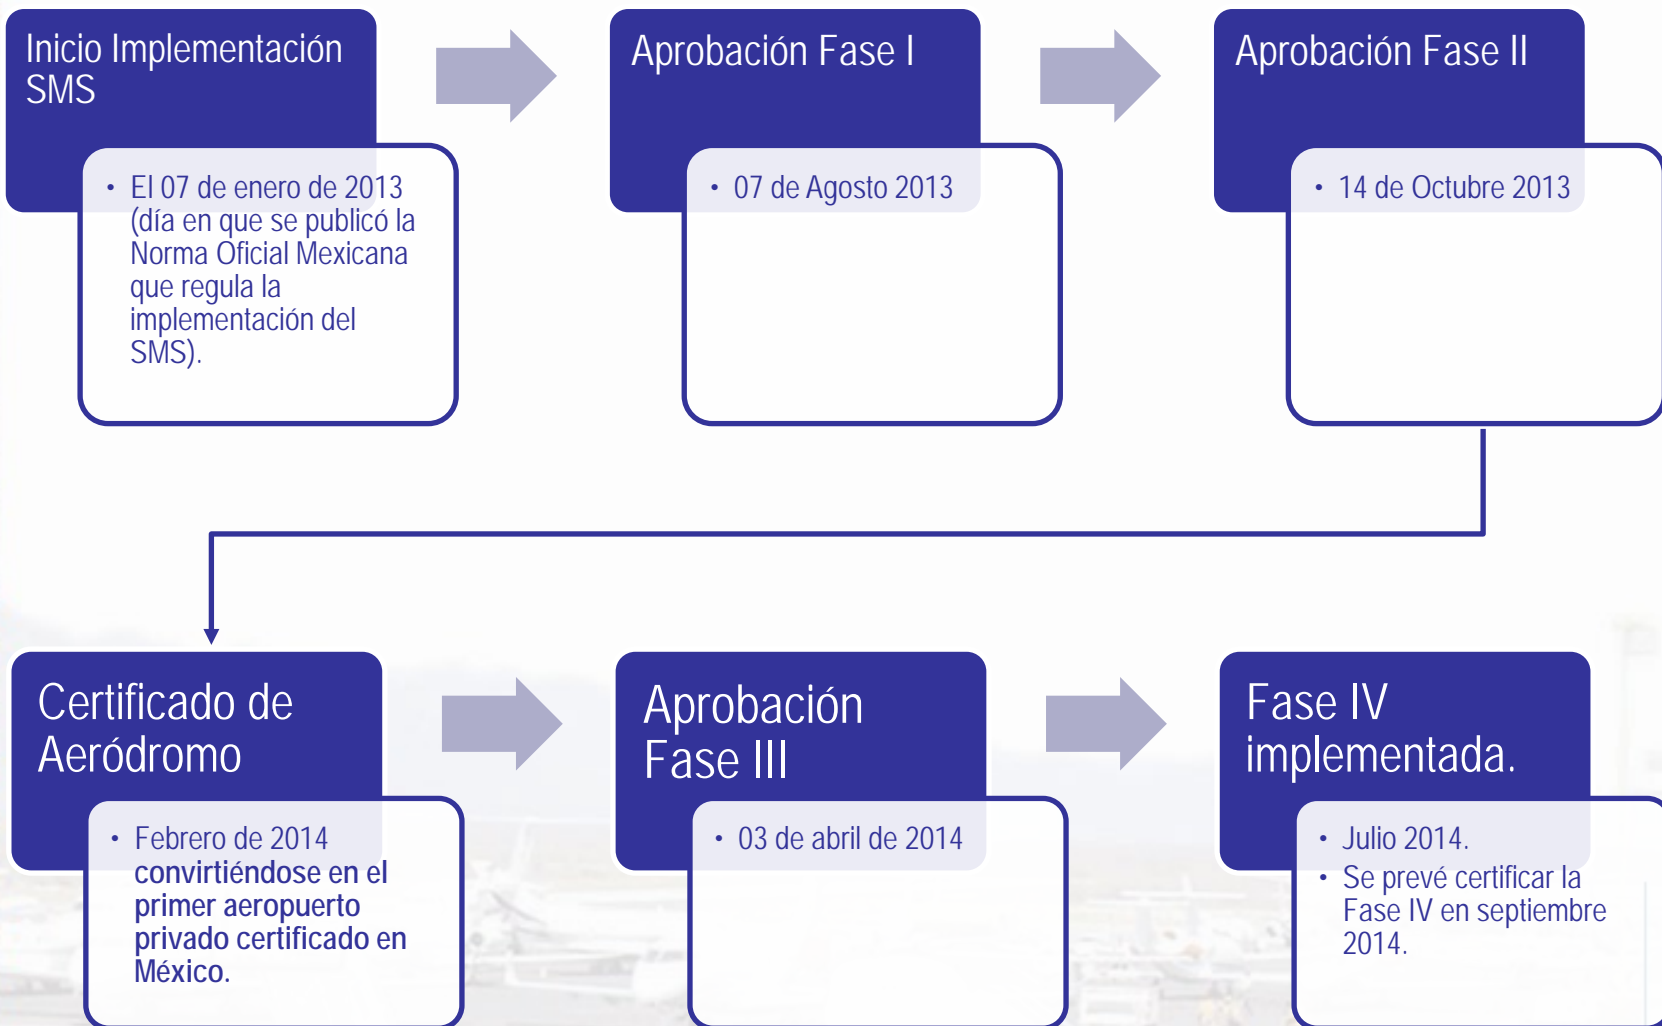 Inicio Implementación
SMS
• El 07 de enero de 2013
(día en que se publicó la
Norma Oficial Mexicana
que regula la
implementación del
SMS).
Aprobación Fase I
• 07 de Agosto 2013
Aprobación Fase II
• 14 de Octubre 2013
Certificado de
Aeródromo
• Febrero de 2014
convirtiéndose en el
primer aeropuerto
privado certificado en
México.
Aprobación
Fase III
• 03 de abril de 2014
Fase IV
implementada.
• Julio 2014.
• Se prevé certificar la
Fase IV en septiembre
2014.